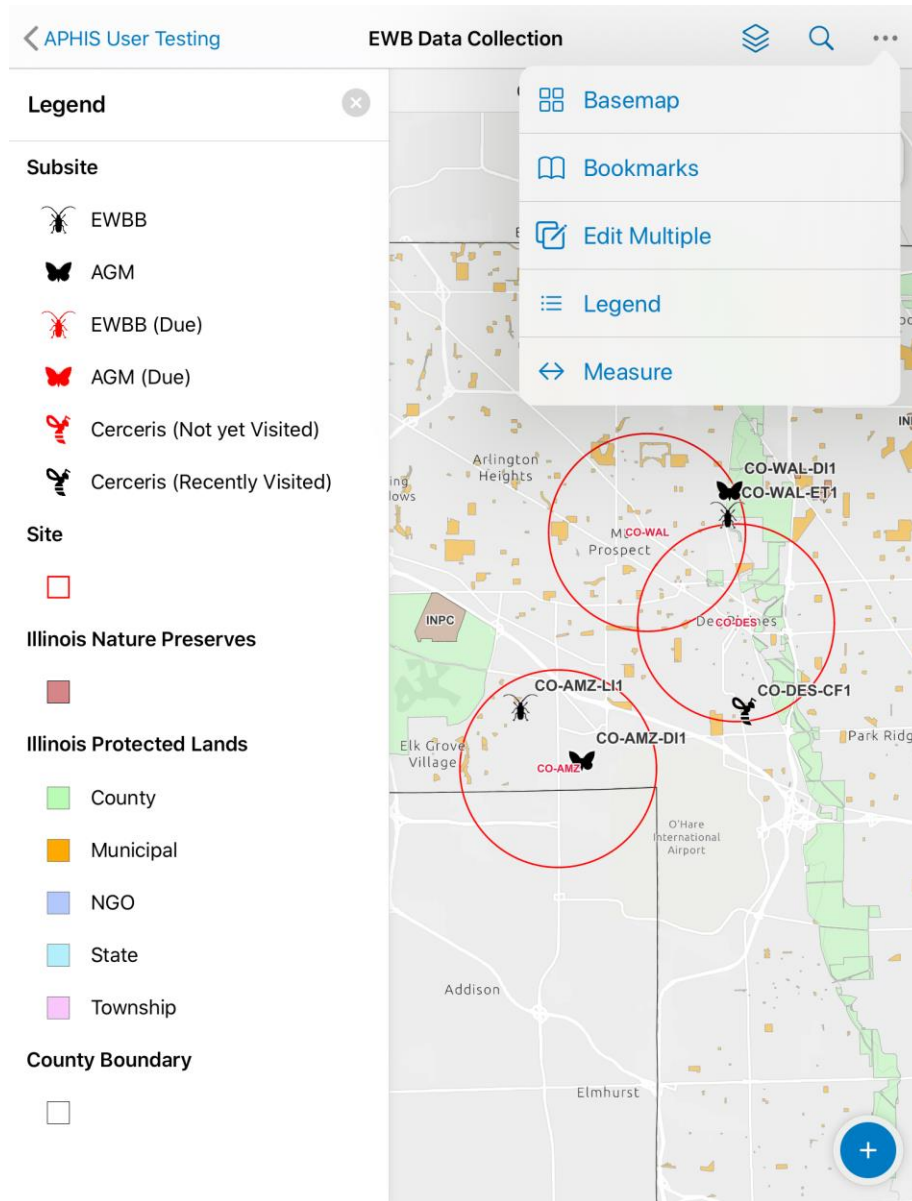 APHIS User Testing
EWB Data Collection
Legend
Subsite
EWBB
AGM
EWBB (Due)
AGM (Due)
Cerceris (Not yet Visited)
Cerceris (Recently Visited)
Site
Illinois Nature Preserves
Illinois Protected Lands
County
Municipal
NGO
State
Township
County Boundary
Basemap
Bookmarks
Edit Multiple
Legend
Measure
Arlington
Heights
CO-WAL-DI1
CO-WAL-ET1
CO-WAL
Prospect
CO-DES
INPC
CO-AMZ-LI1
CO-DES-CF1
CO-AMZ-DI1
Elk Grove
Village
CO-AMZ
Park Ridg
O'Hare
International
Airport
Addison
Elmhurst